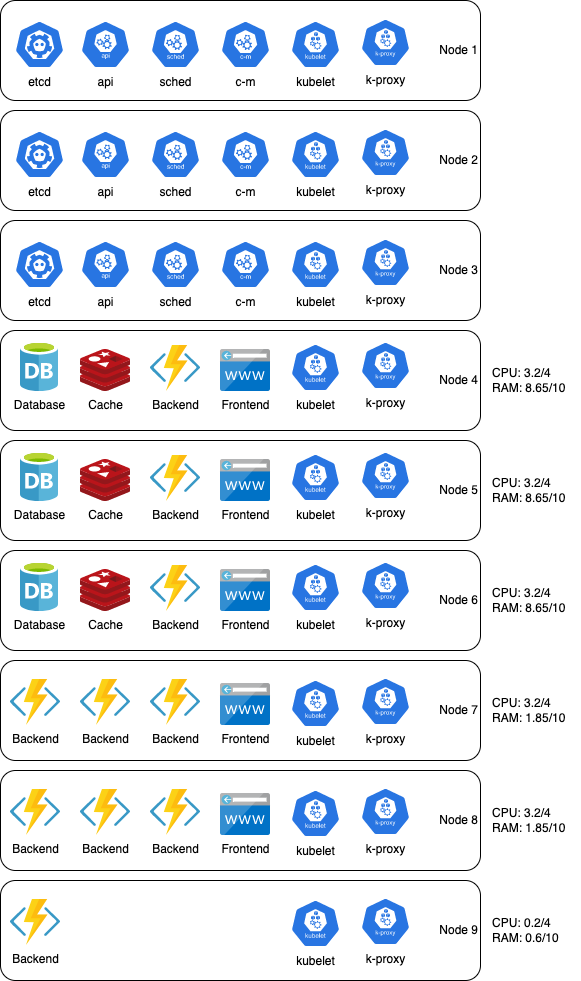 api sched c-m kubelet k-proxy
Node 1
etcd api sched c-m kubelet k-proxy
api sched c-m kubelet k-proxy
Node 2
etcd api sched c-m kubelet k-proxy
api sched c-m kubelet k-proxy
Node 3
etcd api sched c-m kubelet k-proxy
DB www kubelet k-proxy
Node 4
CPU: 3.2/4
RAM: 8.65/10
Database Cache Backend Frontend kubelet k-proxy
DB www kubelet k-proxy
Node 5
CPU: 3.2/4
RAM: 8.65/10
Database Cache Backend Frontend kubelet k-proxy
DB www kubelet k-proxy
Node 6
CPU: 3.2/4
RAM: 8.65/10
Database Cache Backend Frontend kubelet k-proxy
www kubelet k-proxy
Node 7
CPU: 3.2/4
RAM: 1.85/10
Backend Backend Backend Frontend kubelet k-proxy
www kubelet k-proxy
Node 8
CPU: 3.2/4
RAM: 1.85/10
Backend Backend Backend Frontend kubelet k-proxy
kubelet k-proxy
Node 9
CPU: 0.2/4
RAM: 0.6/10
Backend kubelet k-proxy